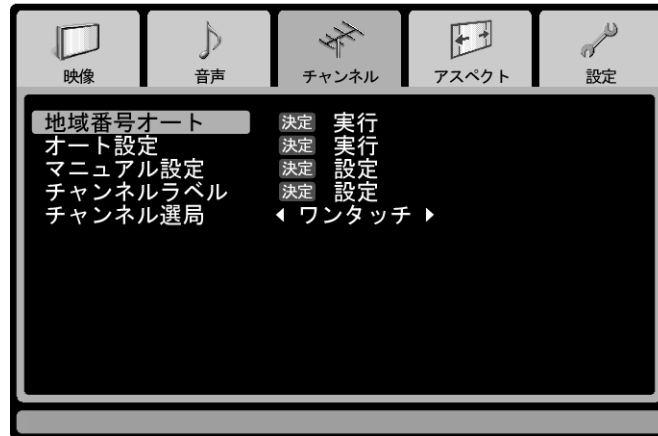 映像 音声 チャンネル アスペクト 設定
地域番号オート 決定 実行
オート設定 決定 実行
マニュアル設定 決定 設定
チャンネルラベル 決定 設定
チャンネル選局 ワンタッチ